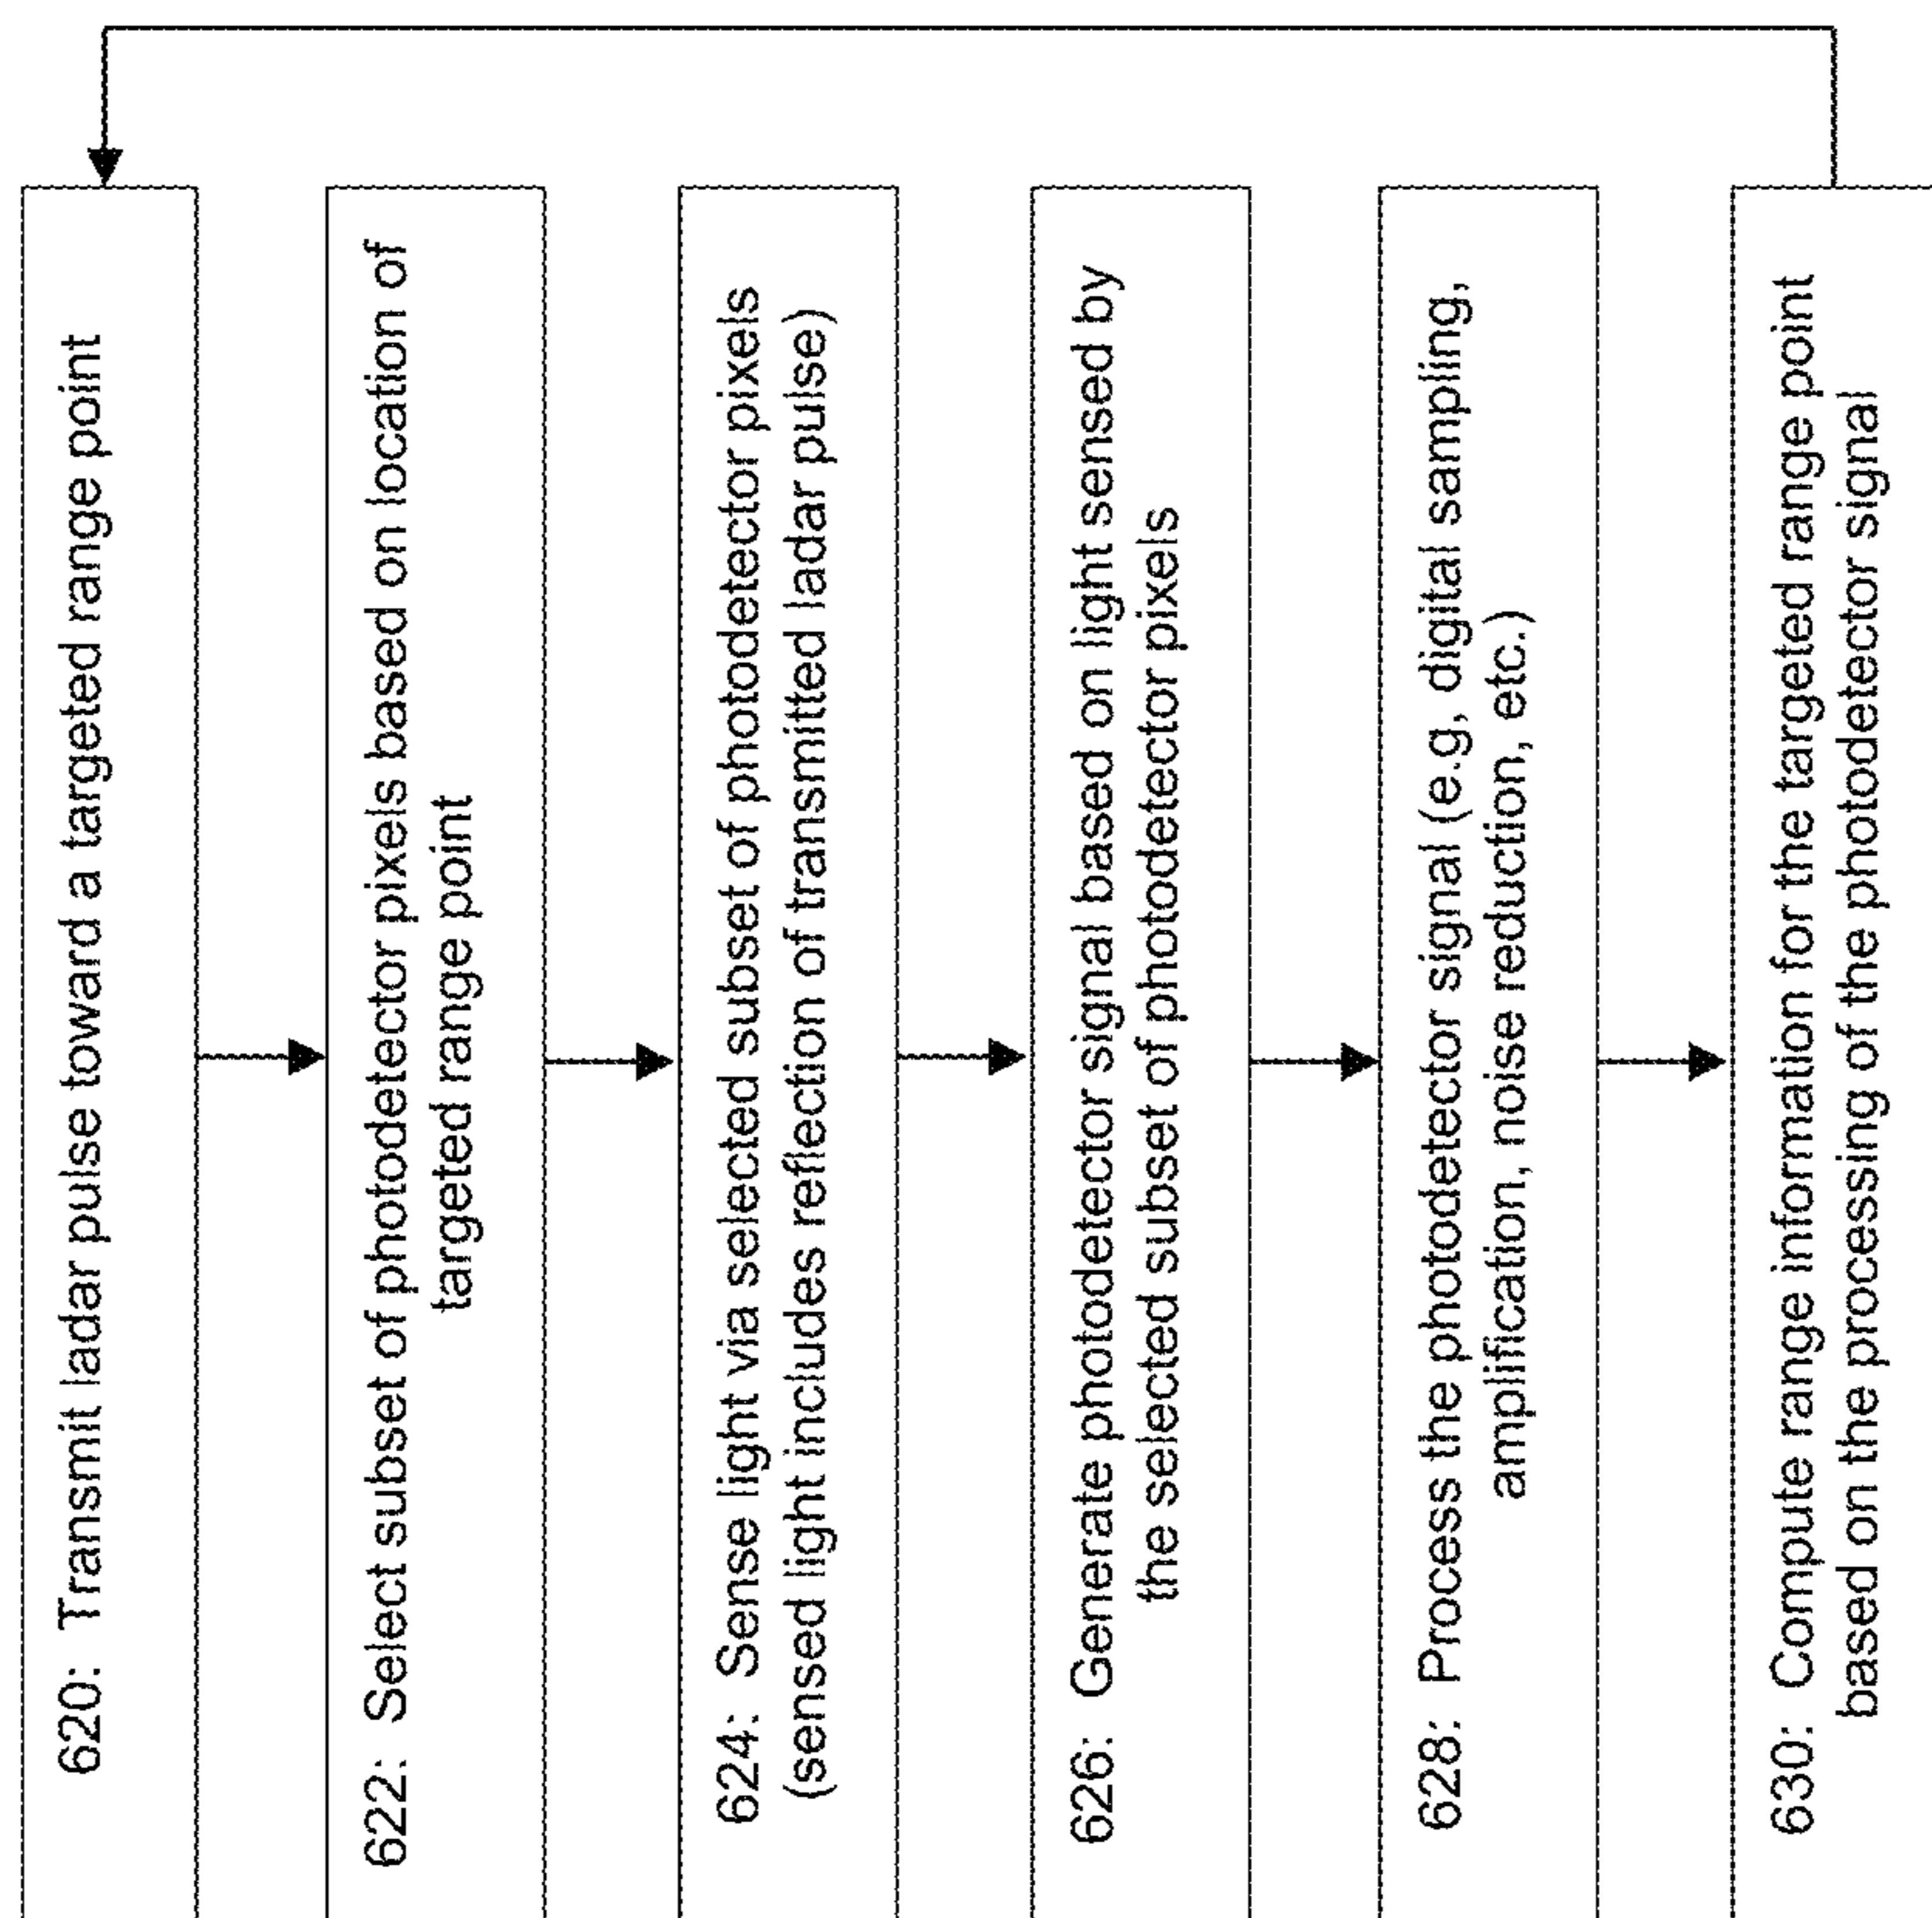 620: Transmit ladar pulse toward a targeted range point
622: Select subset of photodetector pixels based on location of
targeted range point
624: Sense light via selected subset of photodetector pixels
(sensed light includes reflection of transmitted ladar pulse)
626: Generate photodetector signal based on light sensed by
the selected subset of photodetector pixels
628: Process the photodetector signal (e.g, digital sampling,
amplification, noise reduction, etc.)
630: Compute range information for the targeted range point
based on the processing of the photodetector signal